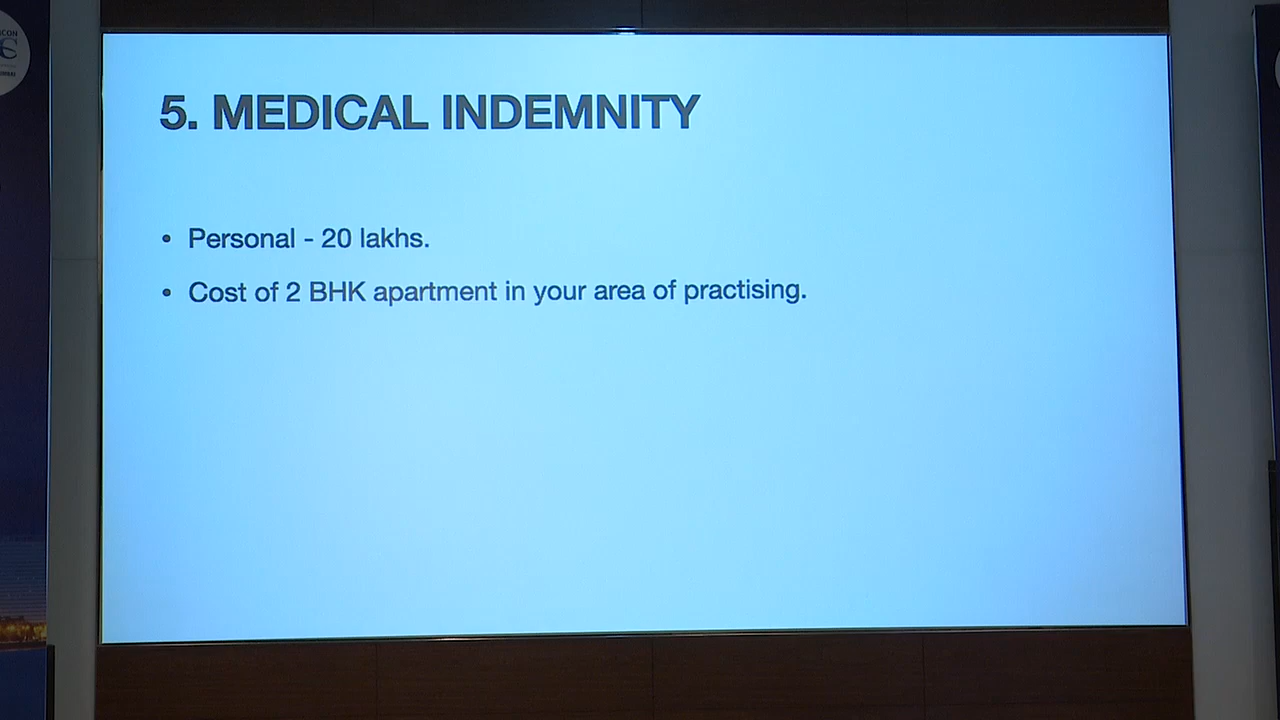 5. MEDICAL INDEMNITY
• Personal - 20 lakhs.
• Cost of 2 BHK apartment in your area of practising.